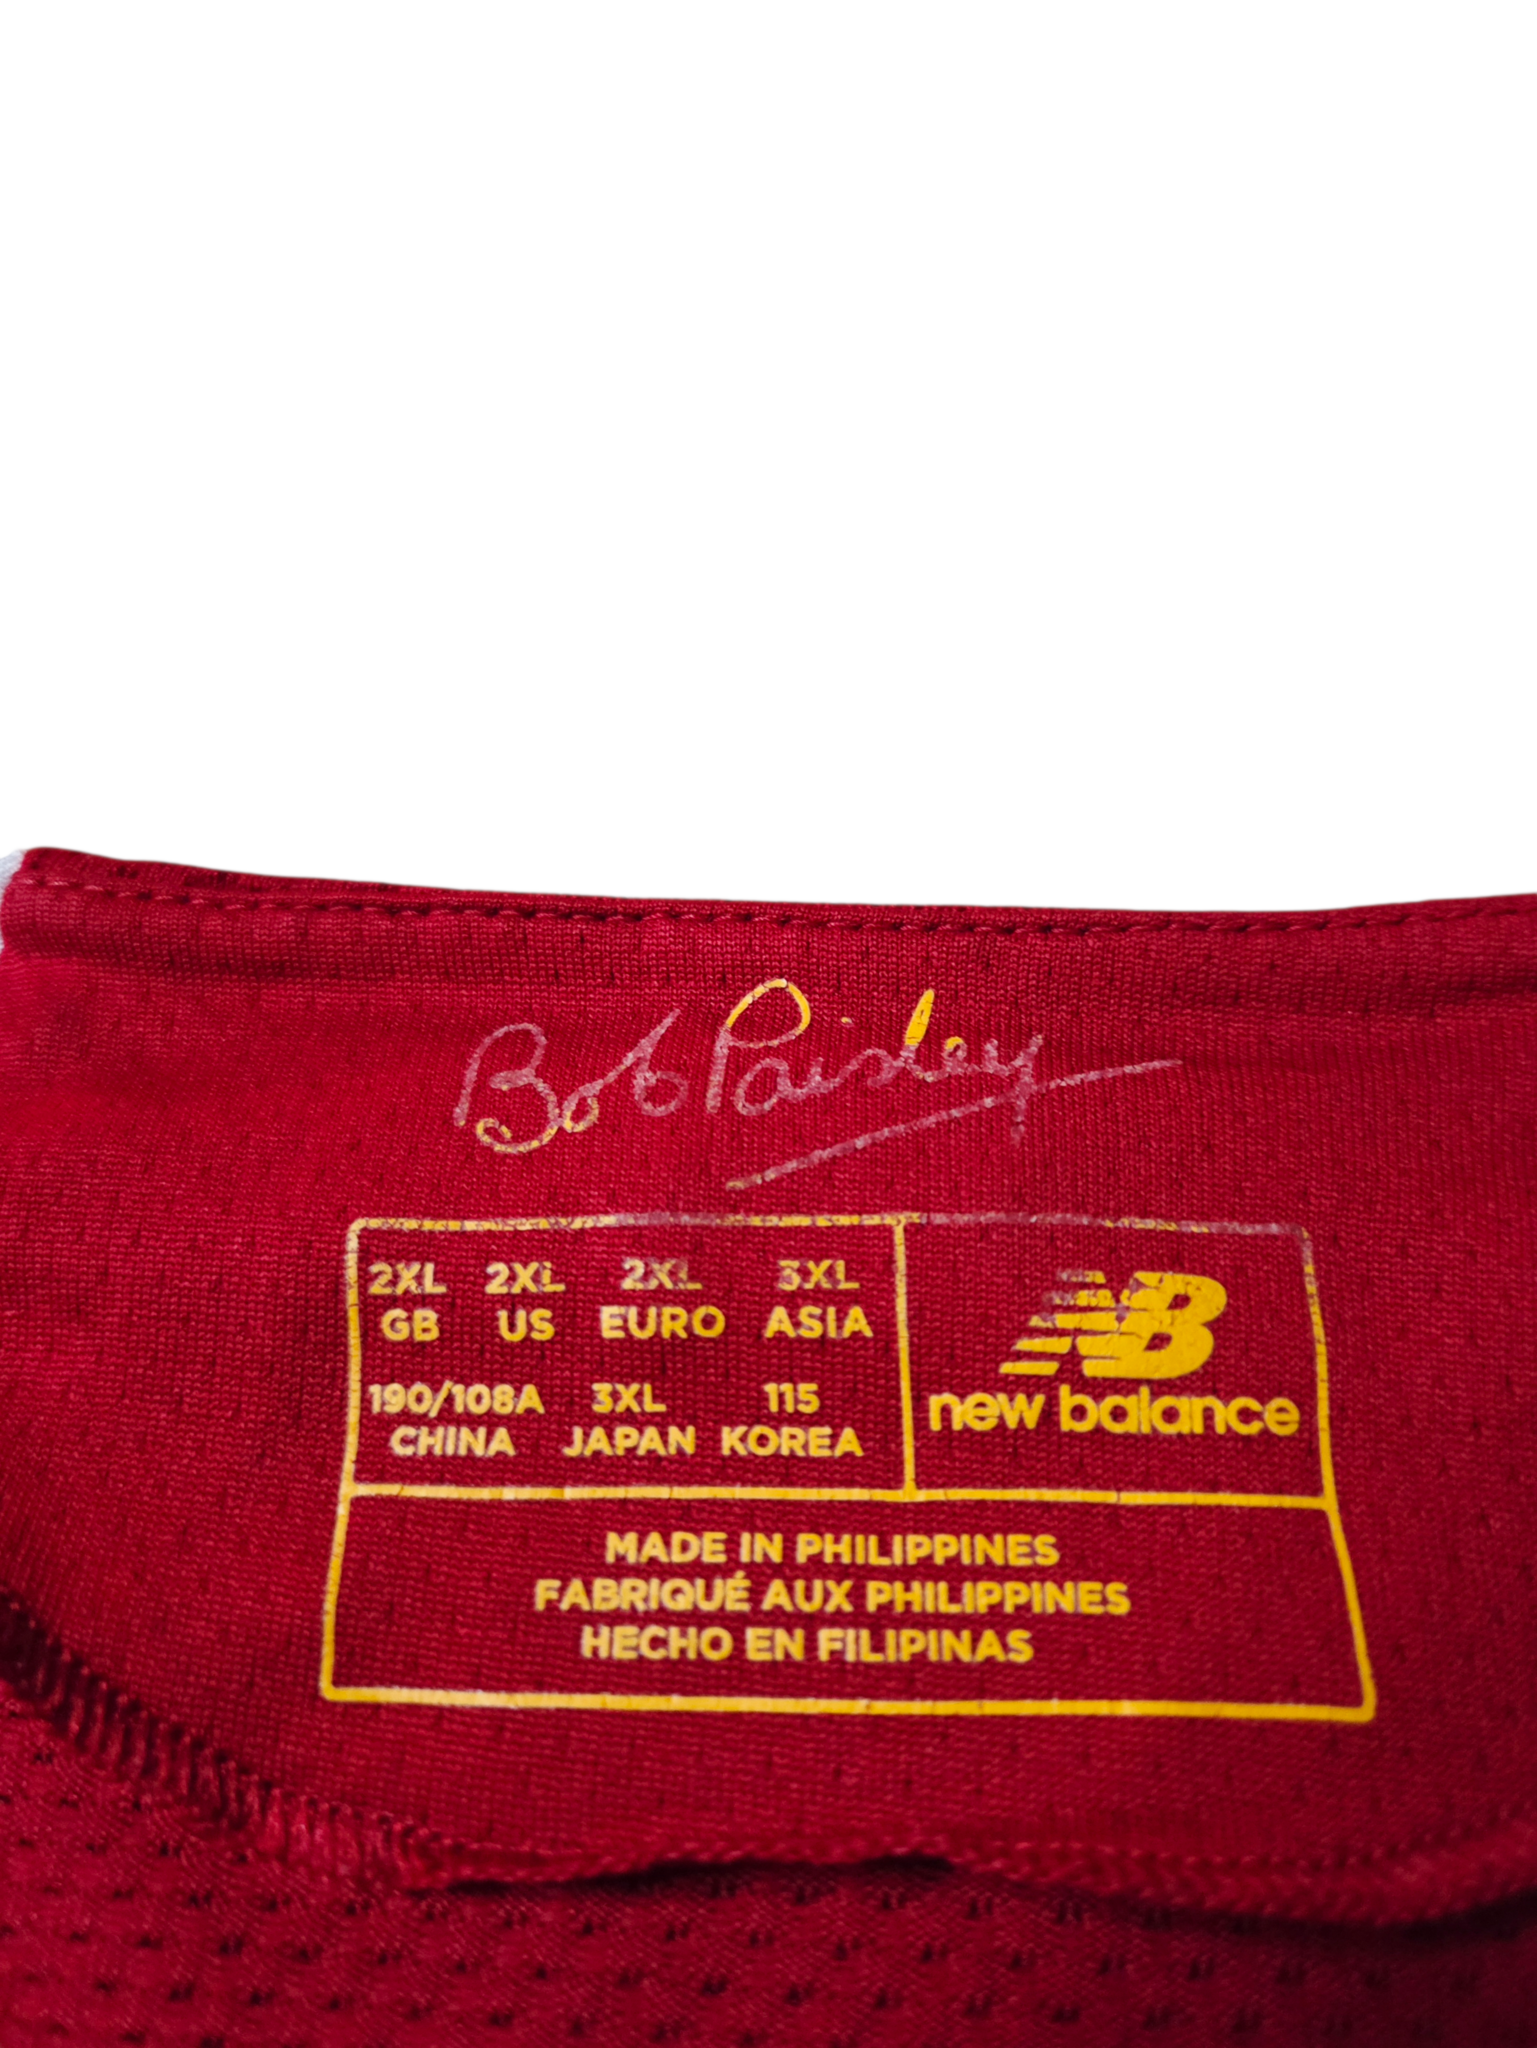 Bob Paisley
2XL 2XL 2XL 3XL
GB US EURO ASIA
190/108A 3XL 115
CHINA JAPAN KOREA
NB
new balance
MADE IN PHILIPPINES
FABRIQUÉ AUX PHILIPPINES
HECHO EN FILIPINAS